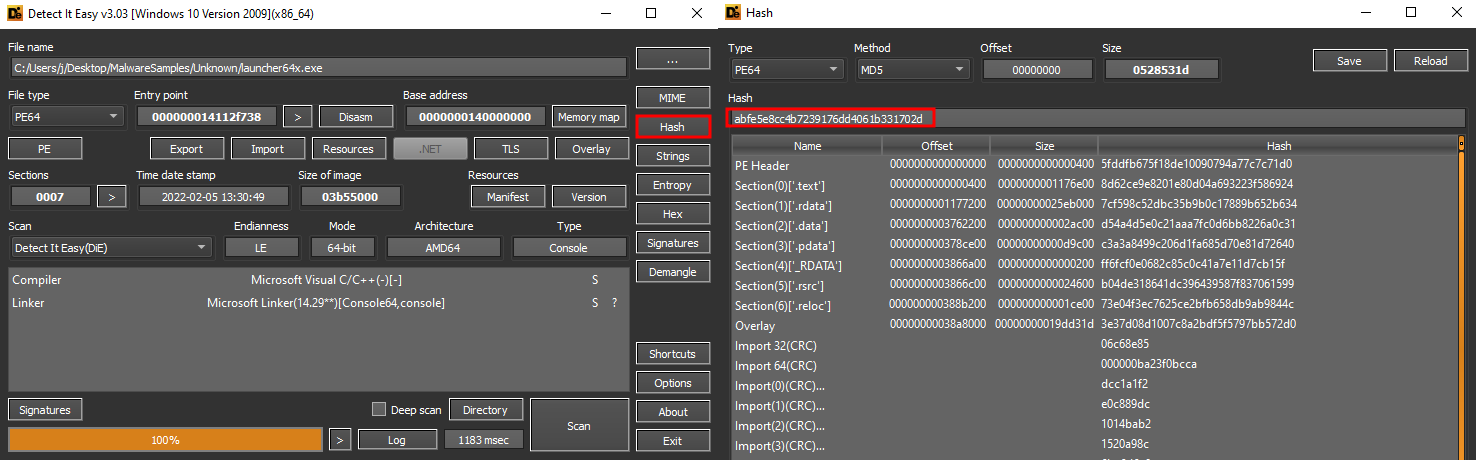 Detect It Easy v3.03 [Windows 10 Version 2009](x86_64)
File name
C:/Users/j/Desktop/MalwareSamples/Unknown/launcher64x.exe
...
File type
Entry point
Base address
MIME
PE64
000000014112f738
>
Disasm
0000000140000000
Memory map
Hash
PE
Export
Import
Resources
.NET
TLS
Overlay
Strings
Sections
Time date stamp
Size of image
Resources
Entropy
0007
>
2022-02-05 13:30:49
03b55000
Manifest
Version
Hex
Scan
Endianness
Mode
Architecture
Type
Detect It Easy(DiE)
LE
64-bit
AMD64
Console
Signatures
Demangle
Compiler
Microsoft Visual C/C++(-)[-]
S
Linker
Microsoft Linker(14.29**)[Console64,console]
S ?
Shortcuts
Options
Signatures
Deep scan
Directory
Scan
About
100%
>
Log
1183 msec
Exit
Hash
Type
Method
Offset
Size
PE64
MD5
00000000
0528531d
Save
Reload
Hash
abfe5e8cc4b7239176dd4061b331702d
Name Offset Size Hash
PE Header 0000000000000000 0000000000000400 5fddfb675f18de10090794a77c7c71d0
Section(0)['.text'] 0000000000000400 0000000001176e00 8d62ce9e8201e80d04a693223f586924
Section(1)['.rdata'] 0000000001177200 00000000025eb000 7cf598c52dbc35b9b0c17889b652b634
Section(2)['.data'] 0000000003762200 000000000002ac00 d54a4d5e0c21aaa7fc0d6bb8226a0c31
Section(3)['.pdata'] 000000000378ce00 00000000000d9c00 c3a3a8499c206d1fa685d70e81d72640
Section(4)['_RDATA'] 0000000003866a00 0000000000000200 ff6fcf0e0682c85c0c41a7e11d7cb15f
Section(5)['.rsrc'] 0000000003866c00 0000000000024600 b04de318641dc396439587f837061599
Section(6)['.reloc'] 000000000388b200 000000000001ce00 73e04f3ec7625ce2bfb658db9ab9844c
Overlay 00000000038a8000 00000000019dd31d 3e37d08d1007c8a2bdf5f5797bb572d0
Import 32(CRC) 06c68e85
Import 64(CRC) 000000ba23f0bcca
Import(0)(CRC)... dcc1a1f2
Import(1)(CRC)... e0c889dc
Import(2)(CRC)... 1014bab2
Import(3)(CRC)... 1520a98c